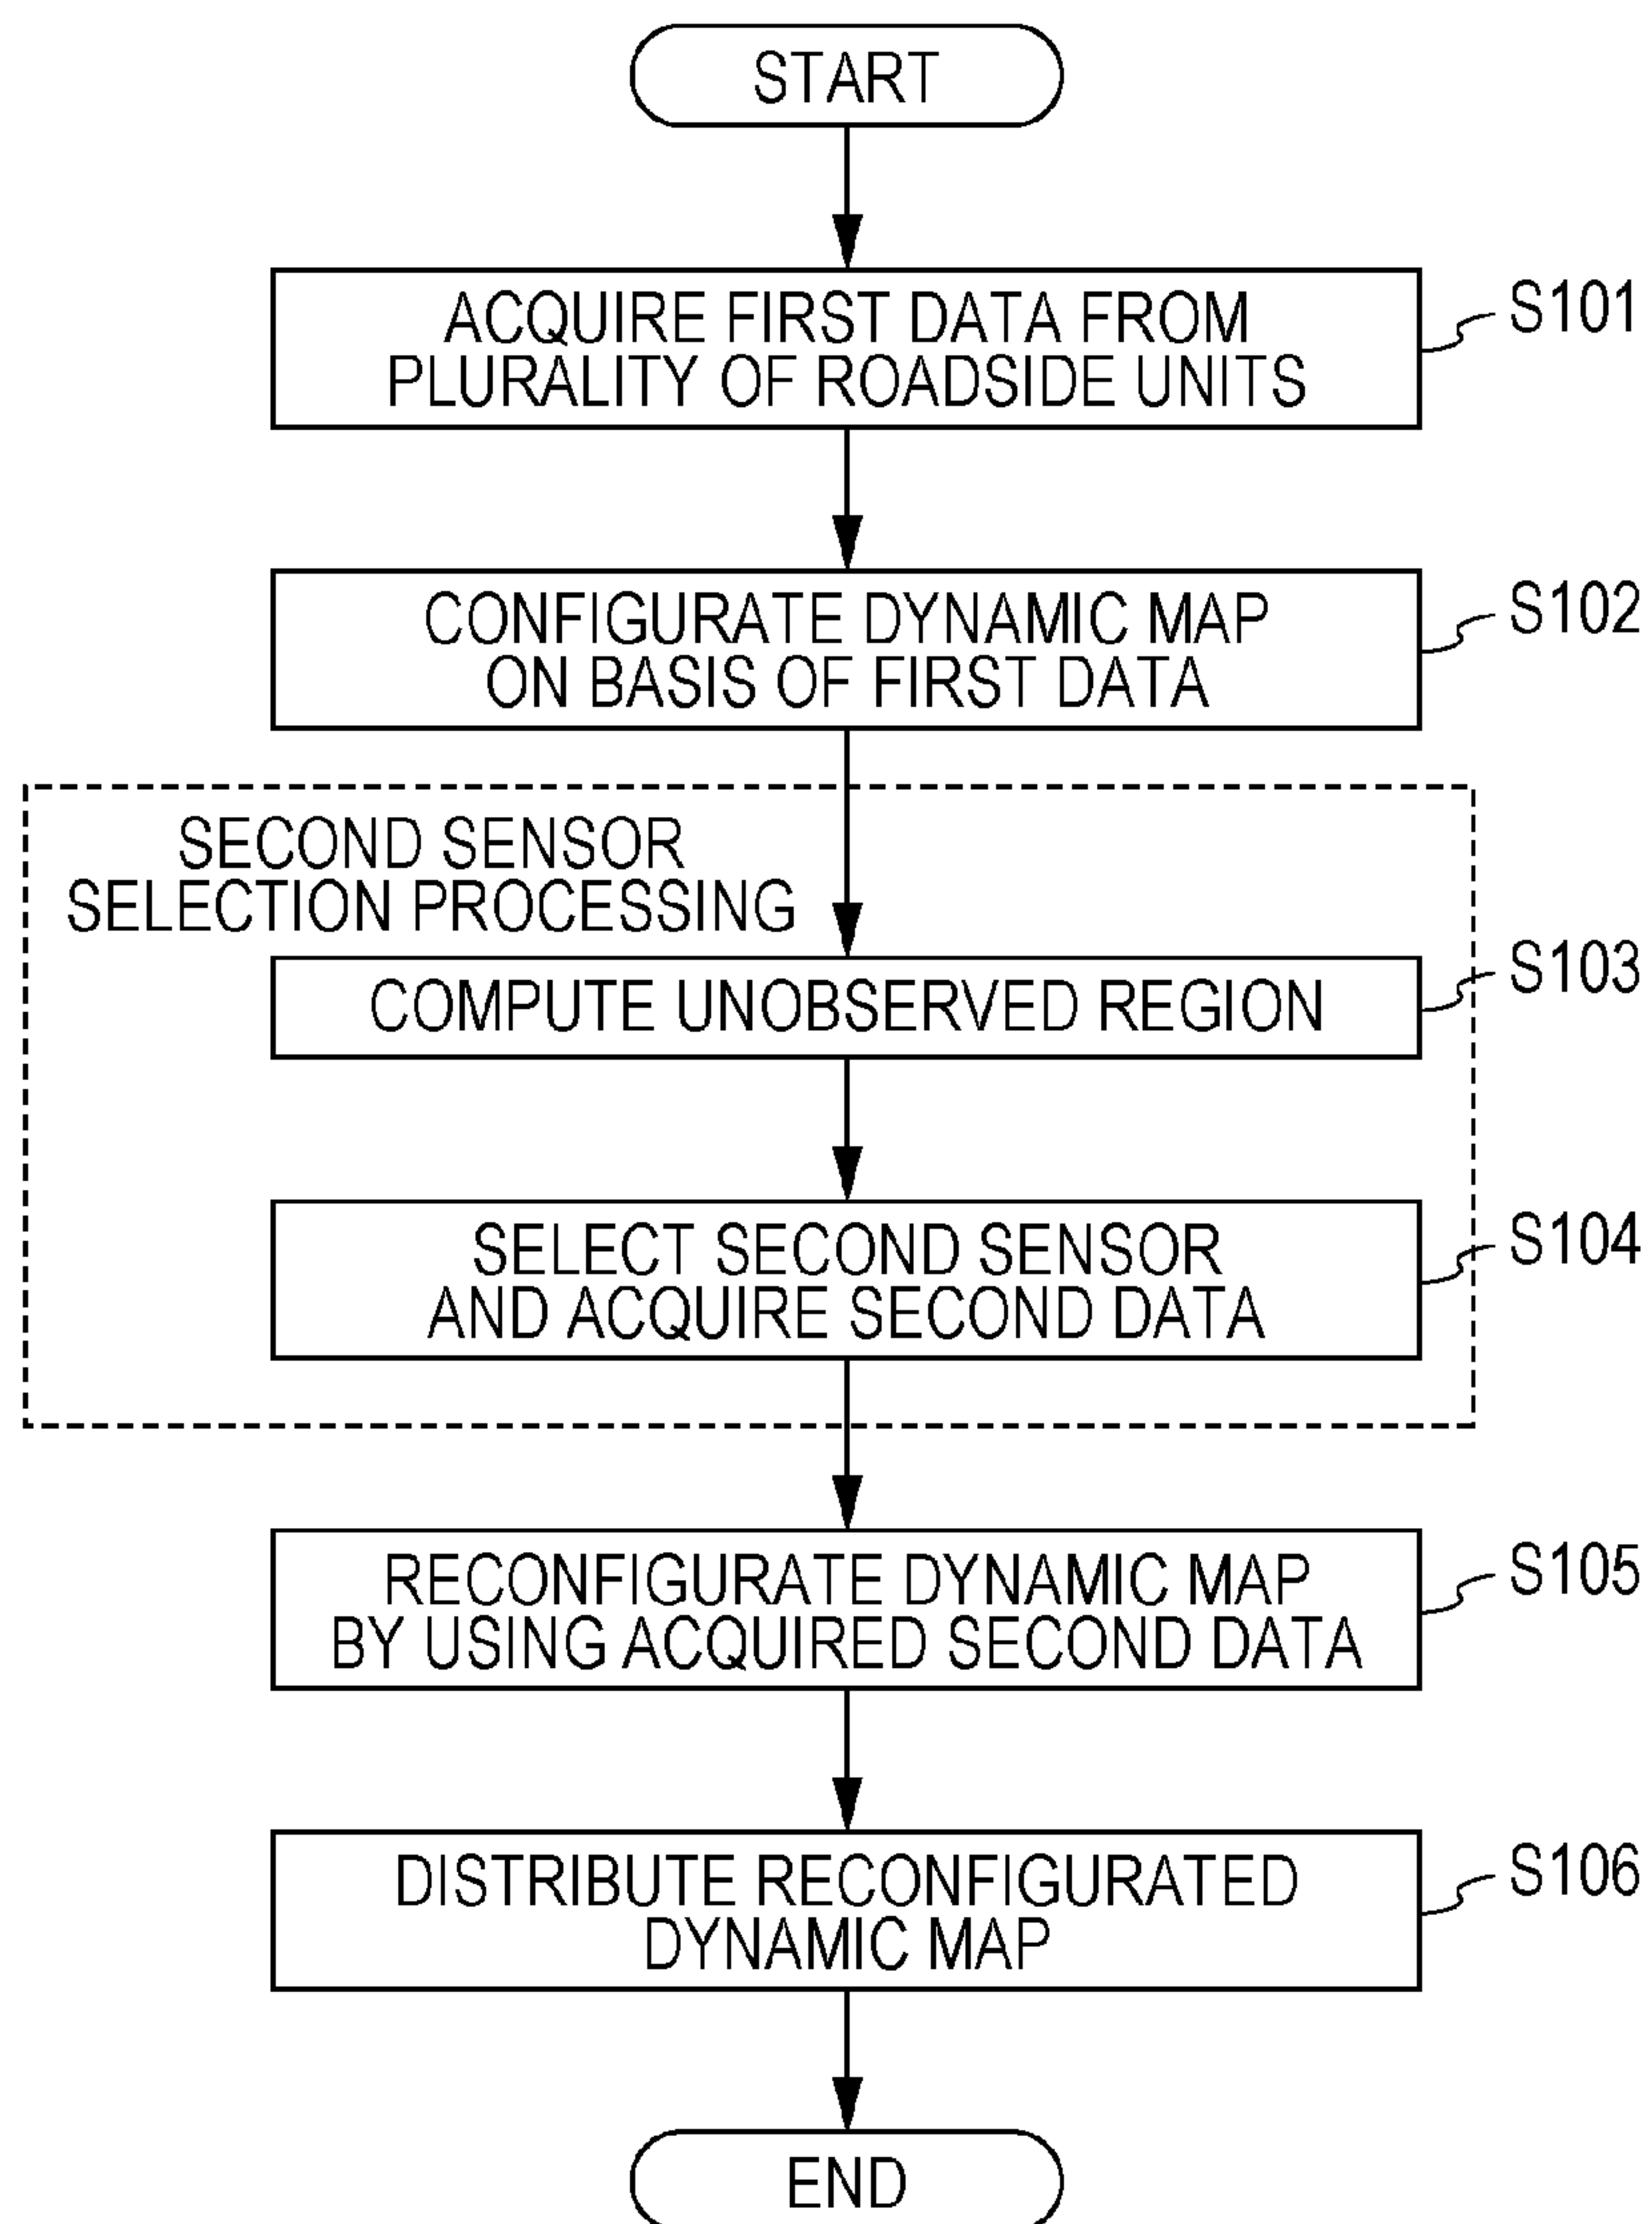 START
ACQUIRE FIRST DATA FROM
PLURALITY OF ROADSIDE UNITS
S101
CONFIGURATE DYNAMIC MAP
ON BASIS OF FIRST DATA
S102
SECOND SENSOR
SELECTION PROCESSING
COMPUTE UNOBSERVED REGION
S103
SELECT SECOND SENSOR
AND ACQUIRE SECOND DATA
S104
RECONFIGURATE DYNAMIC MAP
BY USING ACQUIRED SECOND DATA
S105
DISTRIBUTE RECONFIGURATED
DYNAMIC MAP
S106
END